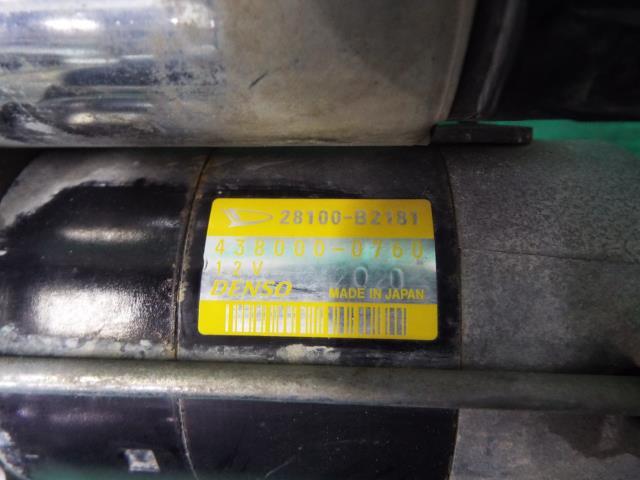 28100-B2181
438000-0760
12V
DENSO MADE IN JAPAN